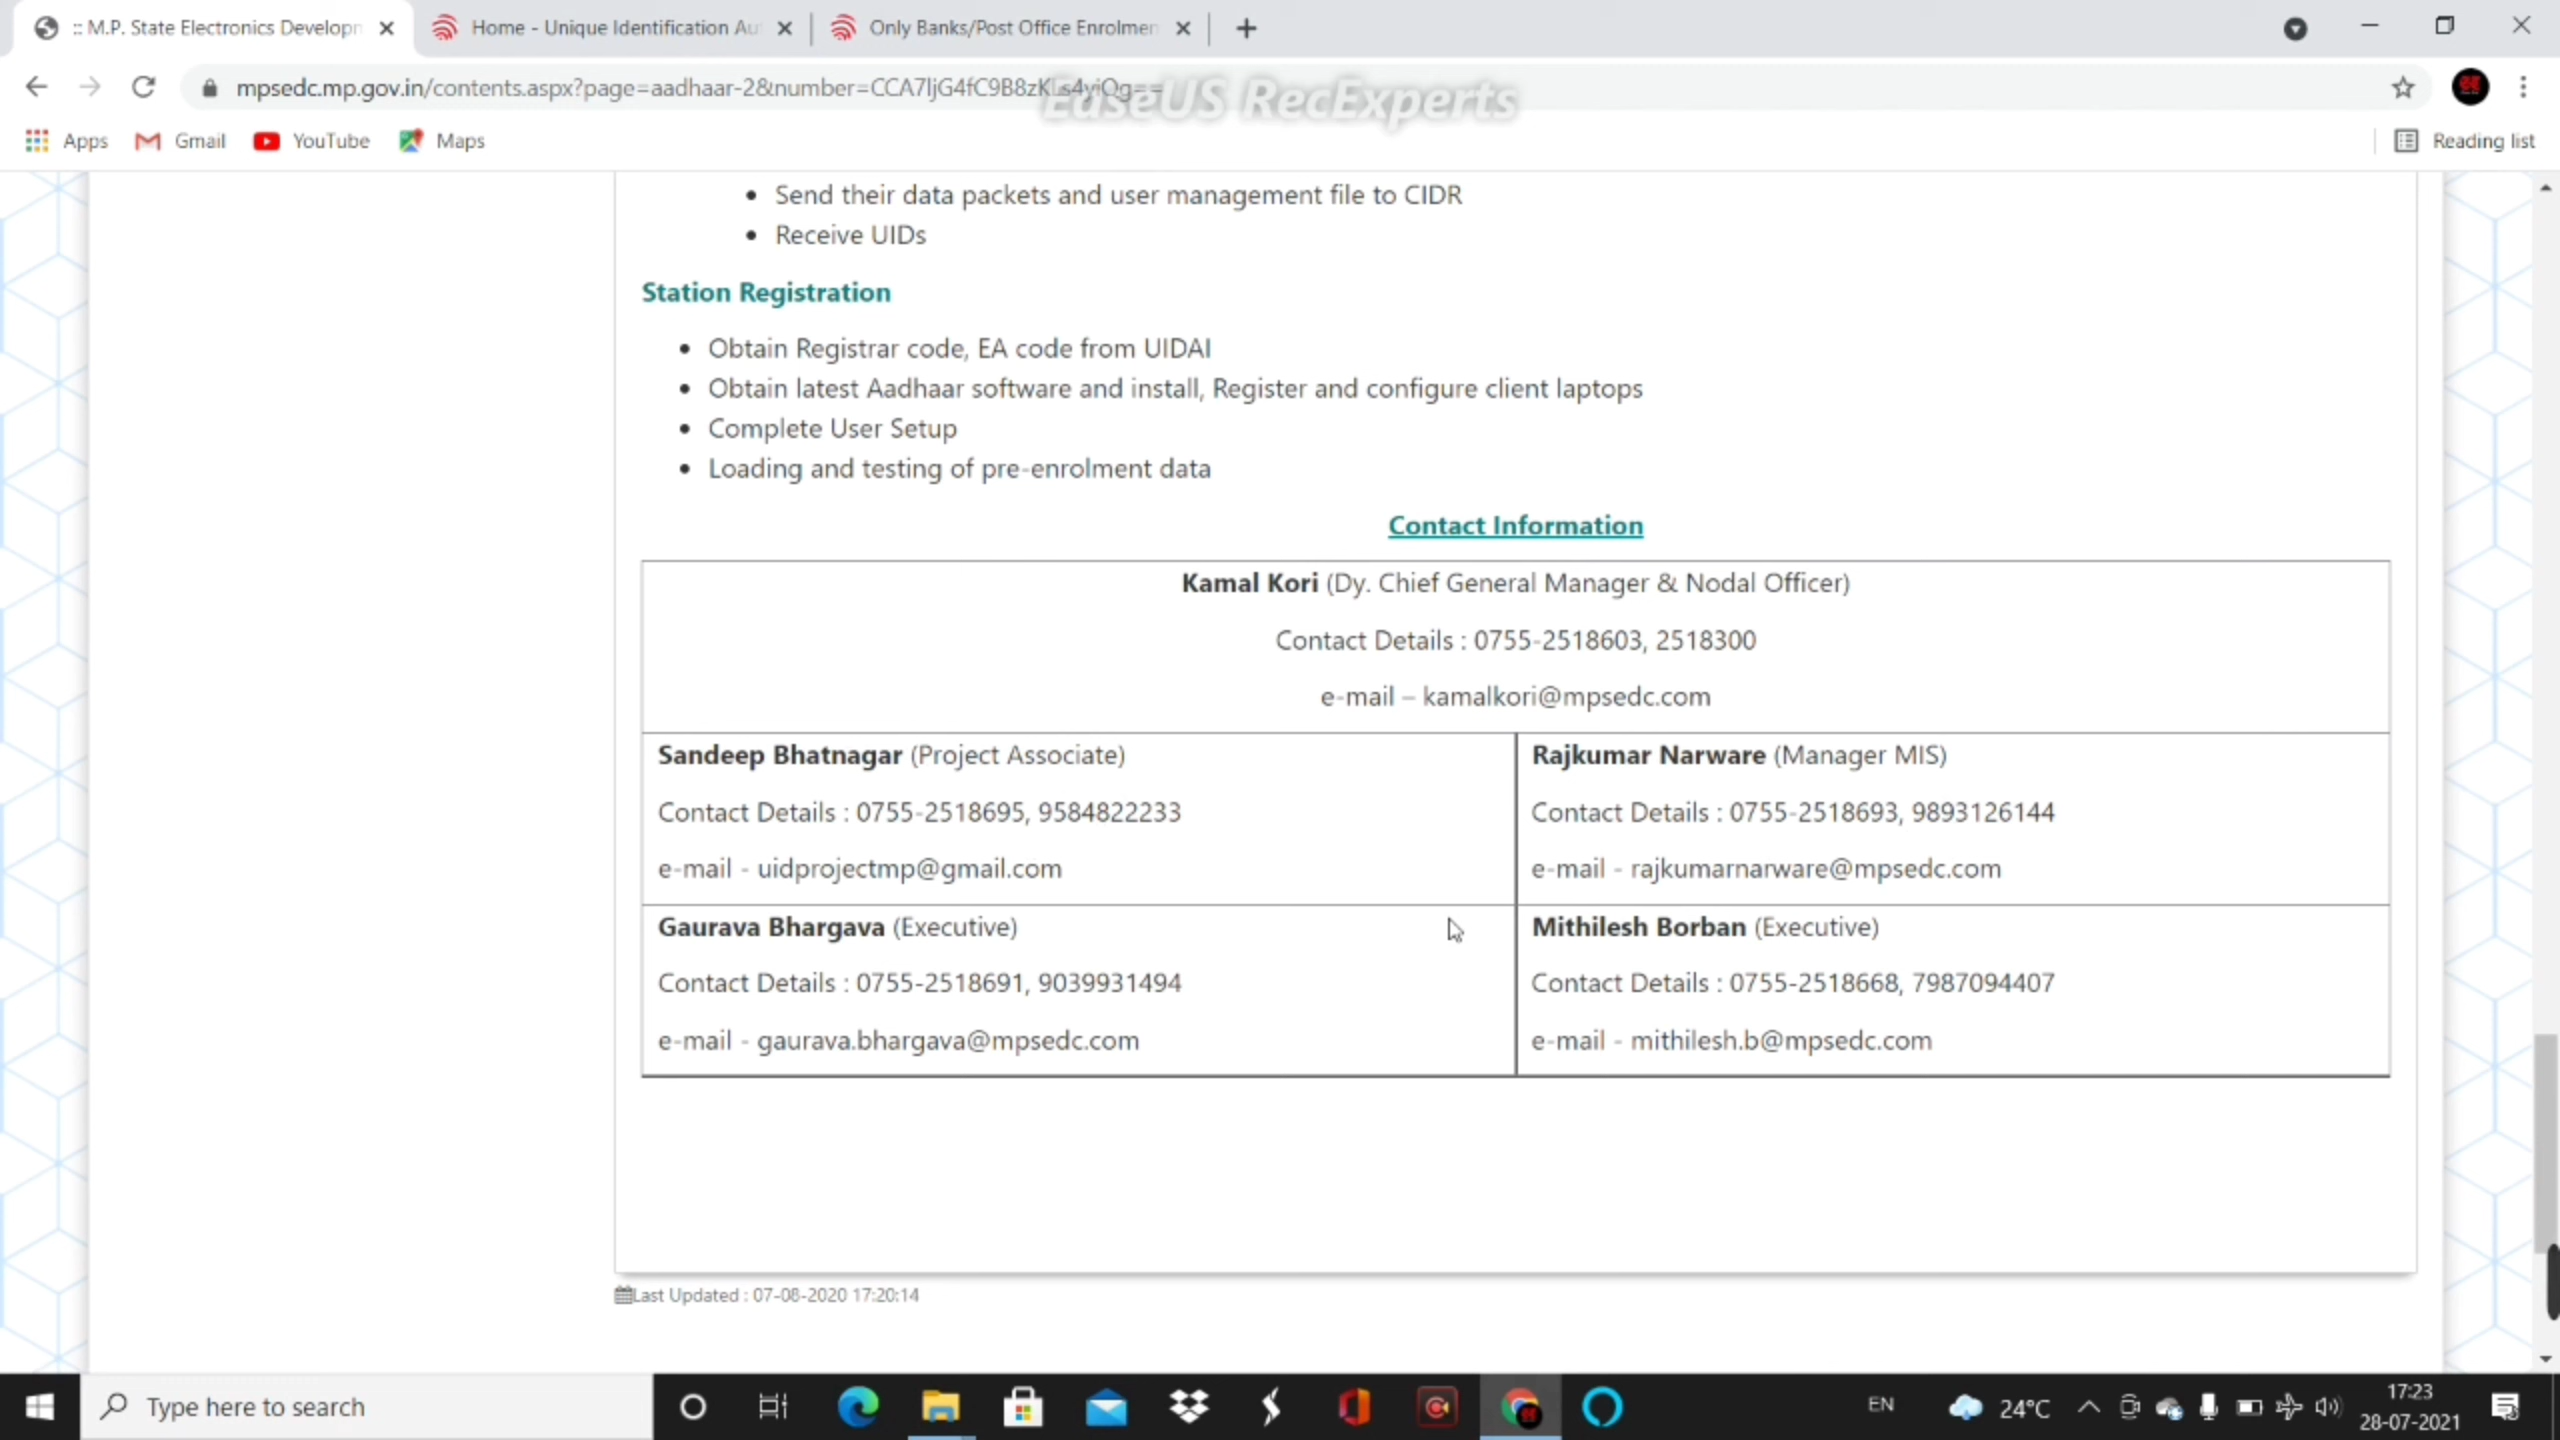 :: M.P. State Electronics Developm
Home - Unique Identification Aut
Only Banks/Post Office Enrolmen
mpsedc.mp.gov.in/contents.aspx?page=aadhaar-2&number=CCA7ljG4fC9B8zKLs4yiQg==
EaseUS RecExperts
Apps
Gmail
YouTube
Maps
Reading list
• Send their data packets and user management file to CIDR
• Receive UIDs
Station Registration
• Obtain Registrar code, EA code from UIDAI
• Obtain latest Aadhaar software and install, Register and configure client laptops
• Complete User Setup
• Loading and testing of pre-enrolment data
Contact Information
Kamal Kori (Dy. Chief General Manager & Nodal Officer)
Contact Details : 0755-2518603, 2518300
e-mail – kamalkori@mpsedc.com
Sandeep Bhatnagar (Project Associate)
Contact Details : 0755-2518695, 9584822233
e-mail - uidprojectmp@gmail.com
Rajkumar Narware (Manager MIS)
Contact Details : 0755-2518693, 9893126144
e-mail - rajkumarnarware@mpsedc.com
Gaurava Bhargava (Executive)
Contact Details : 0755-2518691, 9039931494
e-mail - gaurava.bhargava@mpsedc.com
Mithilesh Borban (Executive)
Contact Details : 0755-2518668, 7987094407
e-mail - mithilesh.b@mpsedc.com
Last Updated : 07-08-2020 17:20:14
Type here to search
EN
24°C
17:23
28-07-2021